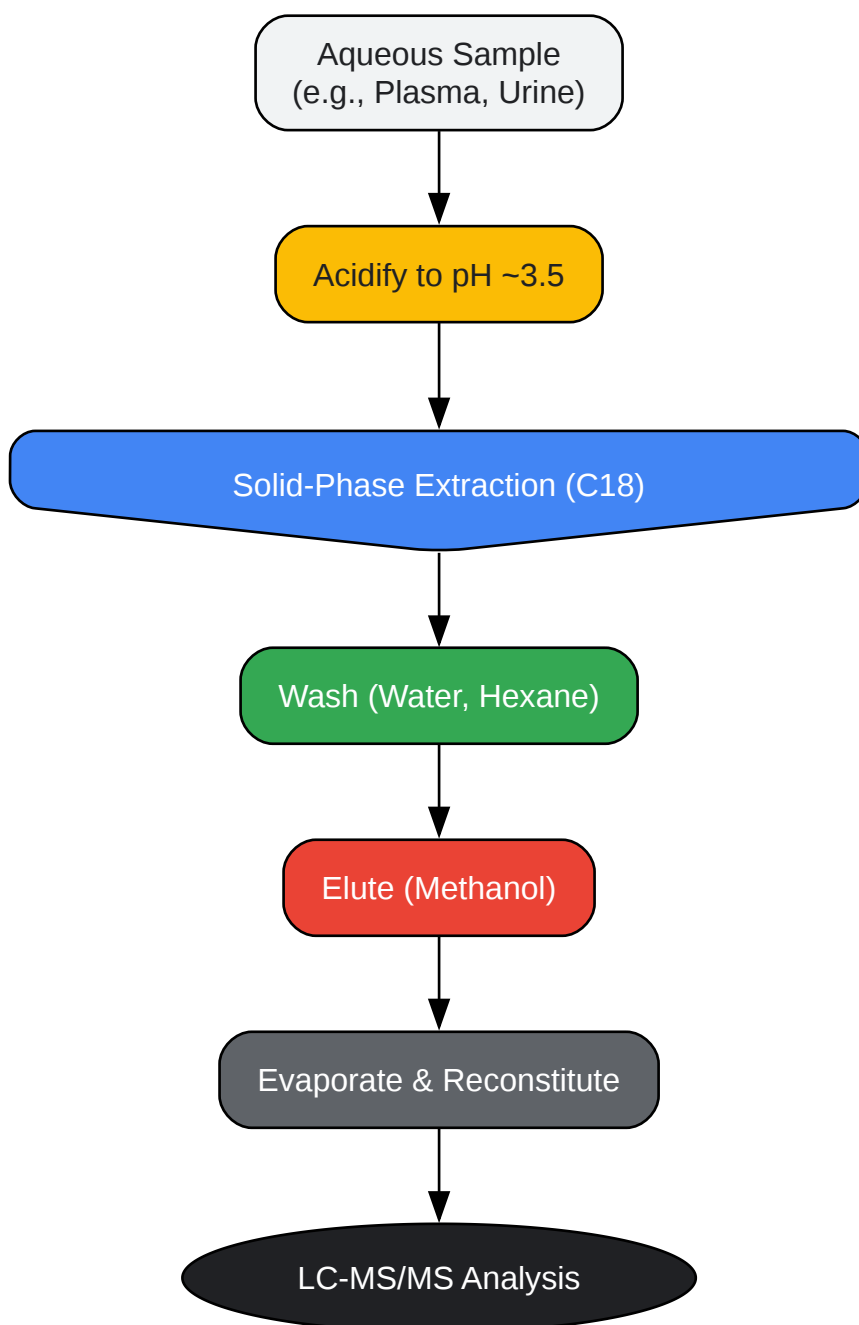 Aqueous Sample
(e.g., Plasma, Urine)
Acidify to pH ~3.5
Solid-Phase Extraction (C18)
Wash (Water, Hexane)
Elute (Methanol)
Evaporate & Reconstitute
LC-MS/MS Analysis